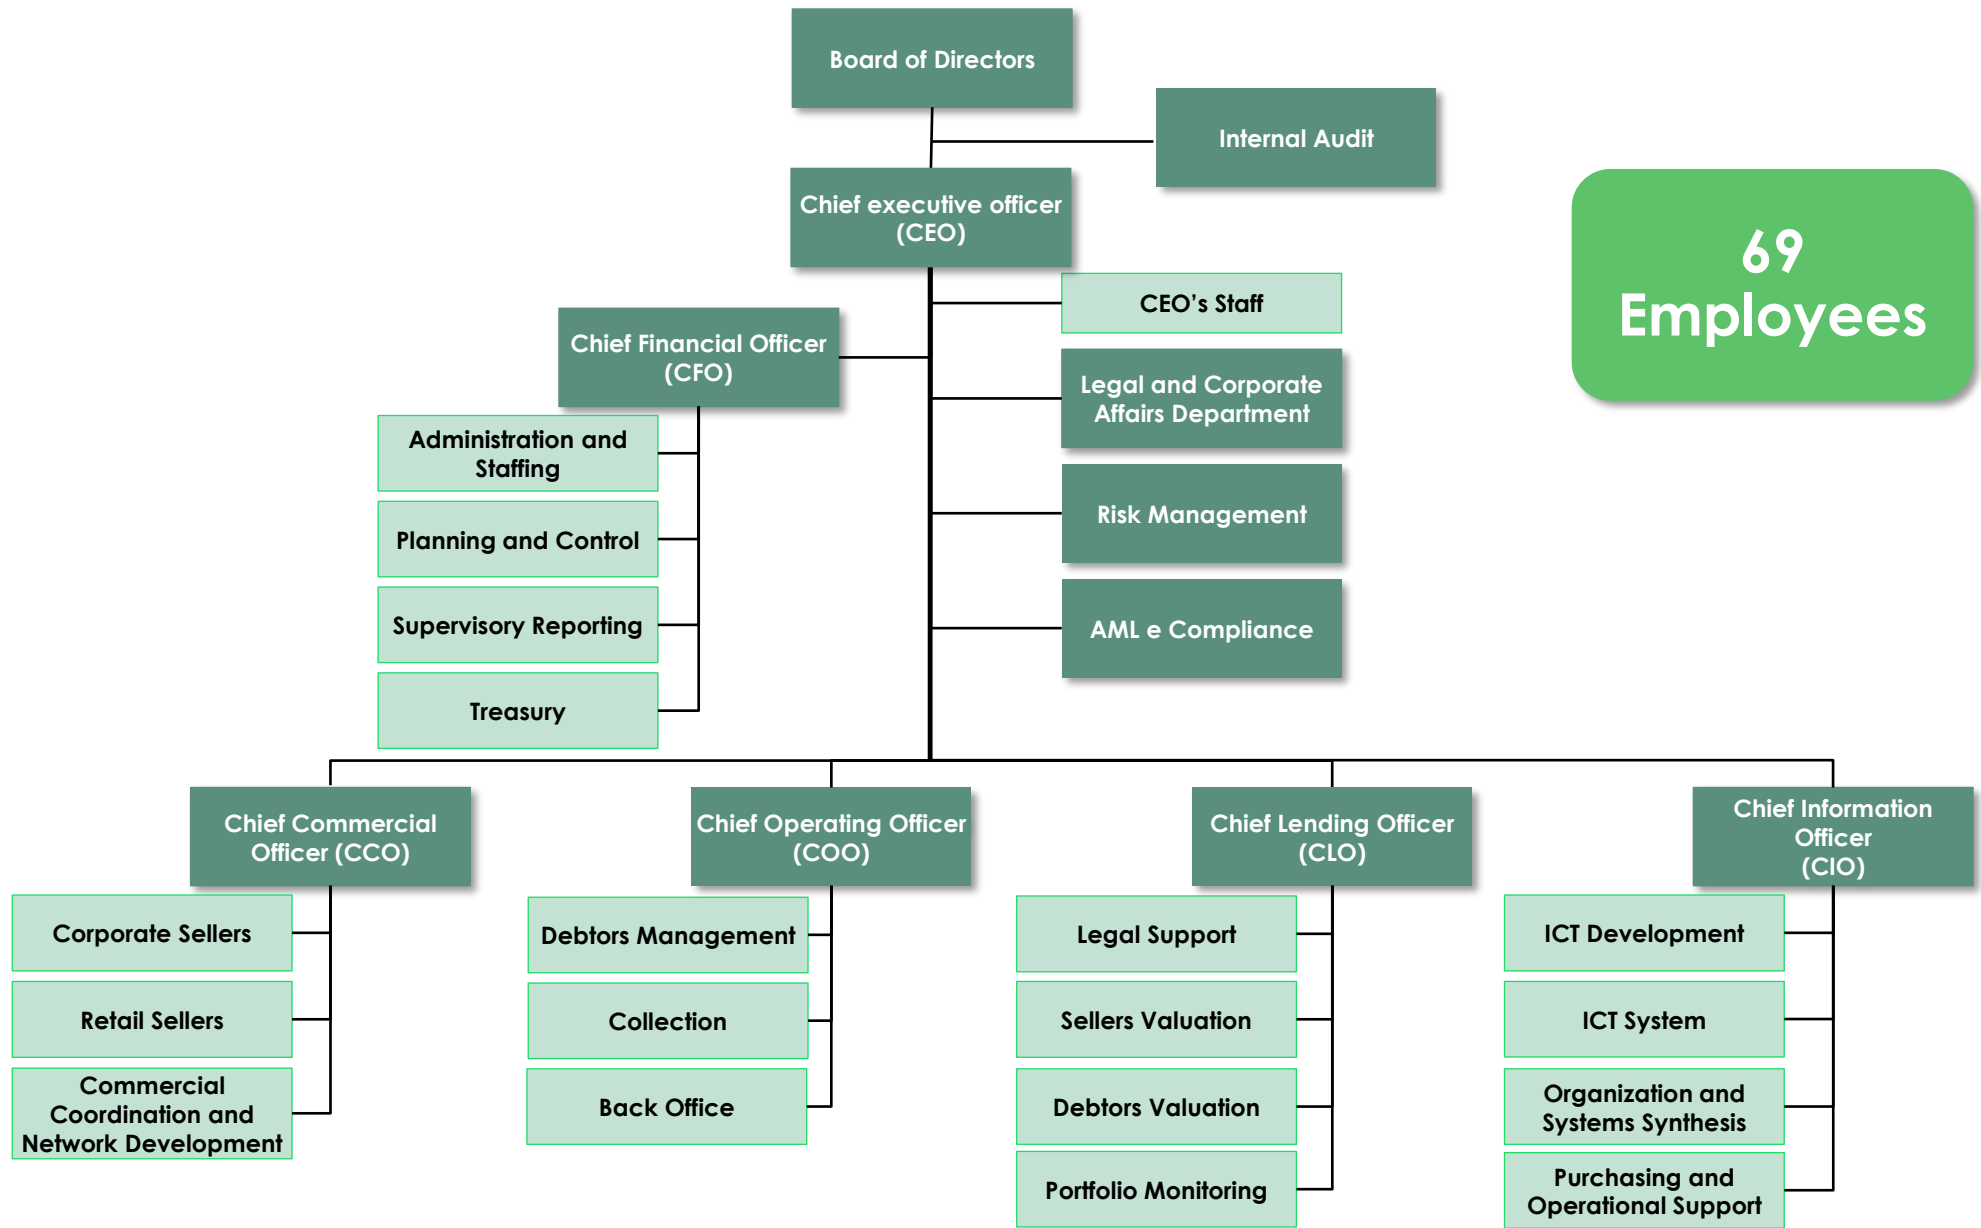 Board of Directors
Internal Audit
Chief executive officer
(CEO)
69
Employees
CEO’s Staff
Chief Financial Officer
(CFO)
Legal and Corporate
Affairs Department
Administration and
Staffing
Risk Management
Planning and Control
AML e Compliance
Supervisory Reporting
Treasury
Chief Commercial
Officer (CCO)
Chief Operating Officer
(COO)
Chief Lending Officer
(CLO)
Chief Information
Officer
(CIO)
Corporate Sellers
Retail Sellers
Commercial
Coordination and
Network Development
Debtors Management
Collection
Back Office
Legal Support
Sellers Valuation
Debtors Valuation
Portfolio Monitoring
ICT Development
ICT System
Organization and
Systems Synthesis
Purchasing and
Operational Support